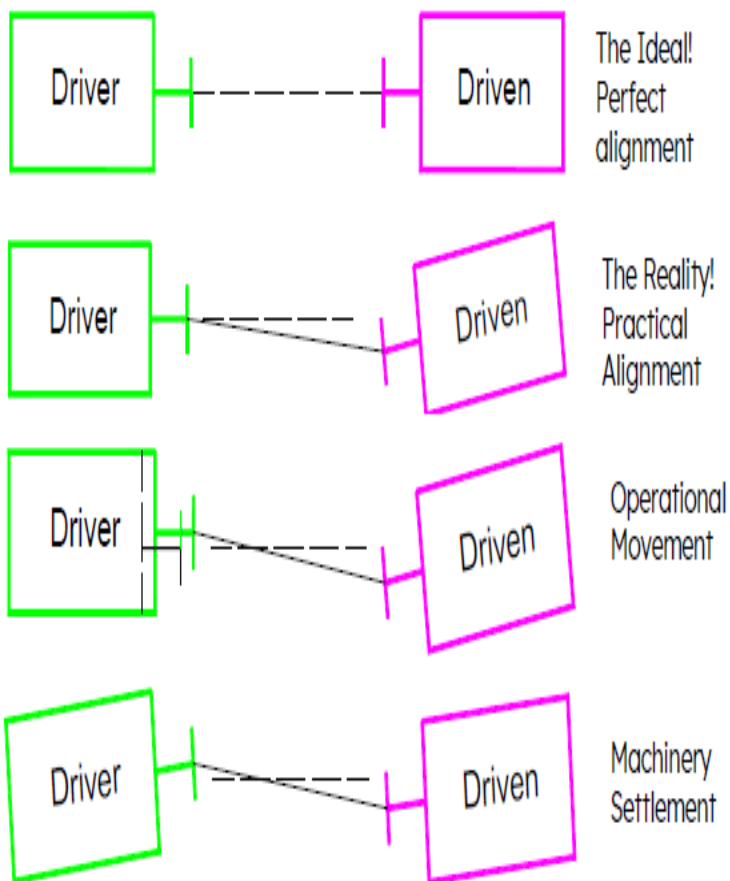 Driver
Driven
The Ideal!
Perfect
alignment
Driver
Driven
The Reality!
Practical
Alignment
Driver
Driven
Operational
Movement
Driver
Driven
Machinery
Settlement